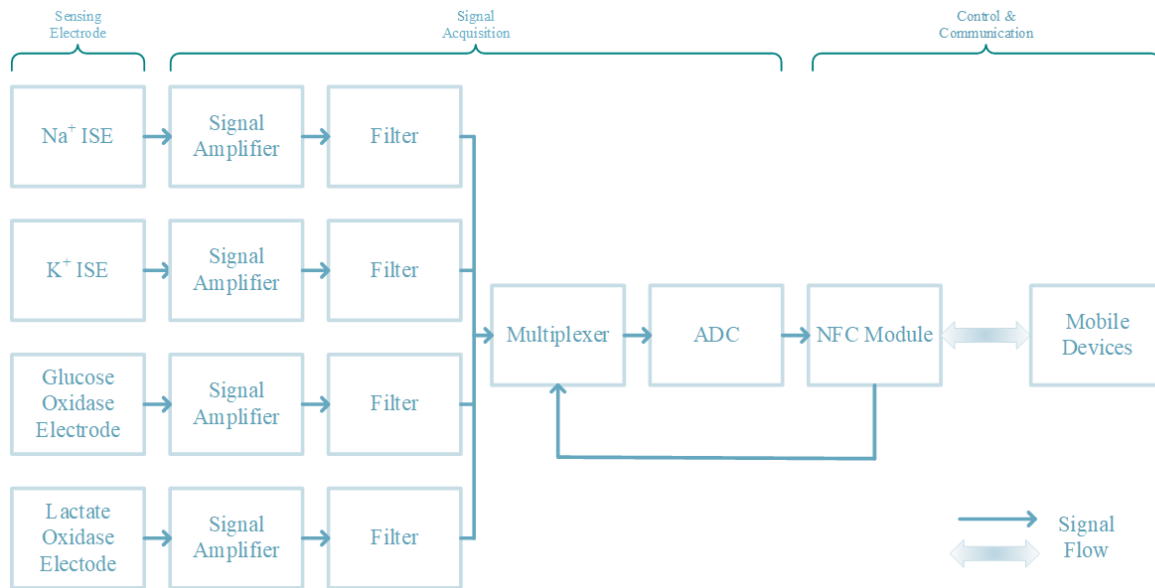 Sensing
Electrode
Signal
Acquisition
Control &
Communication
Na+ ISE
Signal
Amplifier
Filter
K+ ISE
Signal
Amplifier
Filter
Multiplexer
ADC
NFC Module
Mobile
Devices
Glucose
Oxidase
Electrode
Signal
Amplifier
Filter
Lactate
Oxidase
Electode
Signal
Amplifier
Filter
Signal
Flow